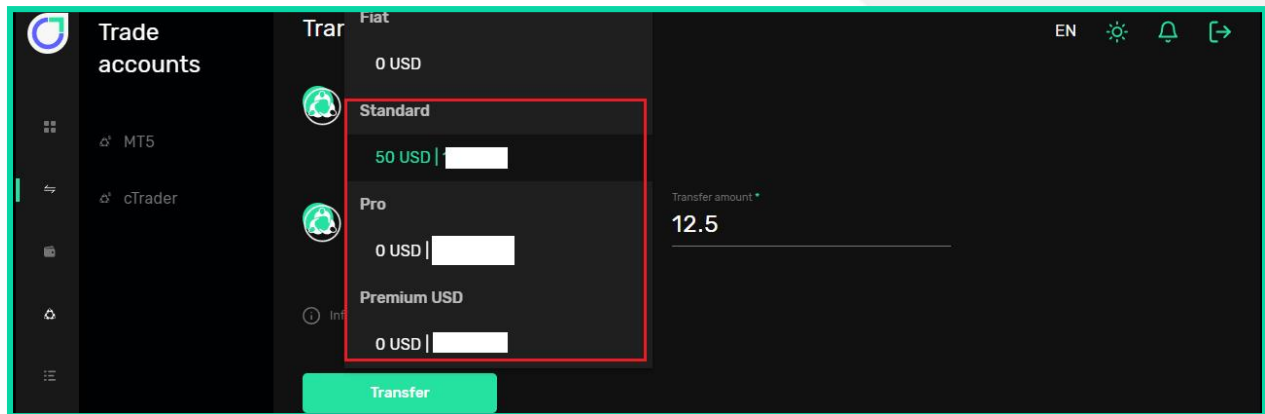 Trade
accounts
MT5
cTrader
Tran
Fiat
0 USD
Standard
50 USD |
Pro
0 USD |
Premium USD
0 USD |
Inf
Transfer
Transfer amount *
12.5
EN